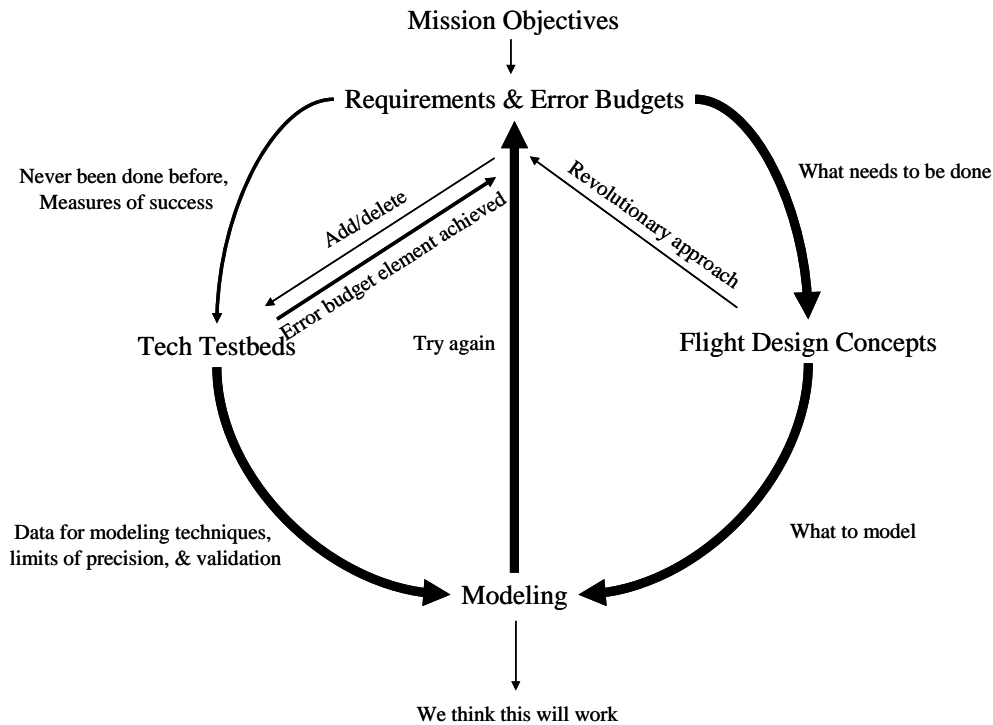 Mission Objectives
Requirements & Error Budgets
Never been done before,
Measures of success
Add/delete
Error budget element achieved
Revolutionary approach
What needs to be done
Tech Testbeds
Try again
Flight Design Concepts
Data for modeling techniques,
limits of precision, & validation
What to model
Modeling
We think this will work